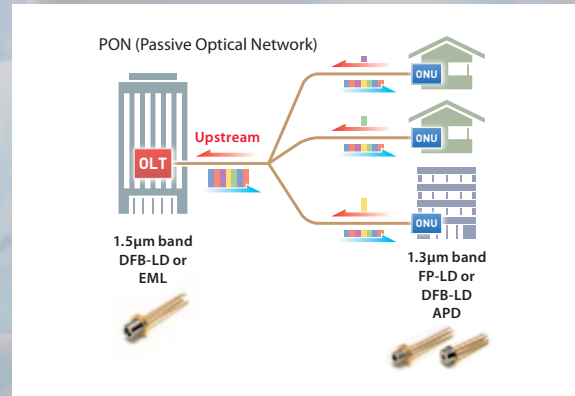 PON (Passive Optical Network)
ONU
ONU
Upstream
OLT
ONU
1.5μm band
DFB-LD or
EML
1.3μm band
FP-LD or
DFB-LD
APD